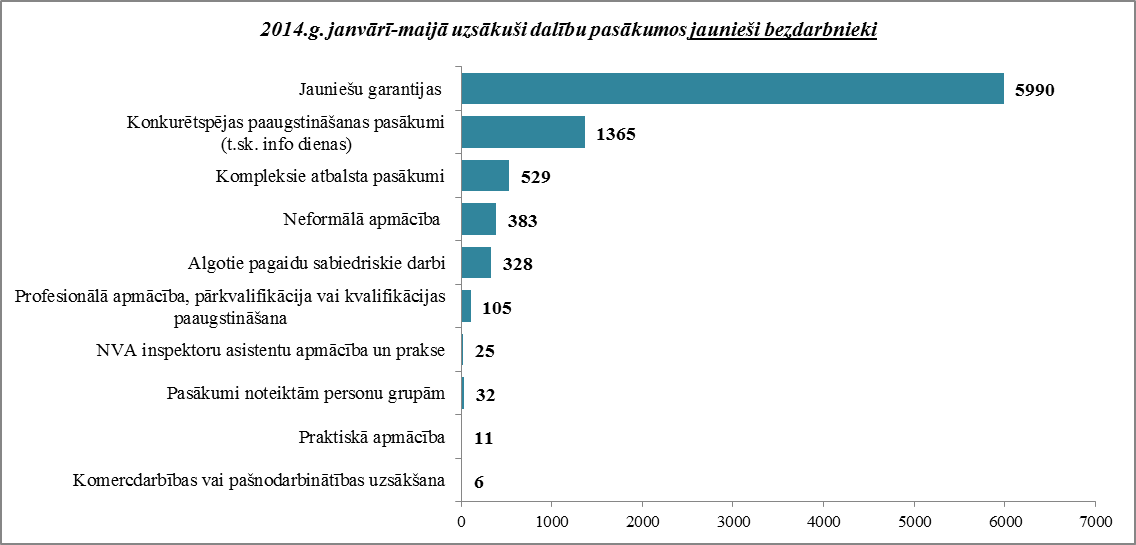 2014.g. janvārī-maijā uzsākuši dalību pasākumos jaunieši bezdarbnieki
Jauniešu garantijas 5990
Konkurētspējas paaugstināšanas pasākumi
(t.sk. info dienas) 1365
Kompleksie atbalsta pasākumi 529
Neformālā apmācība 383
Algotie pagaidu sabiedriskie darbi 328
Profesionālā apmācība, pārkvalifikācija vai kvalifikācijas
paaugstināšana 105
NVA inspektoru asistentu apmācība un prakse 25
Pasākumi noteiktām personu grupām 32
Praktiskā apmācība 11
Komercdarbības vai pašnodarbinātības uzsākšana 6
0 1000 2000 3000 4000 5000 6000 7000